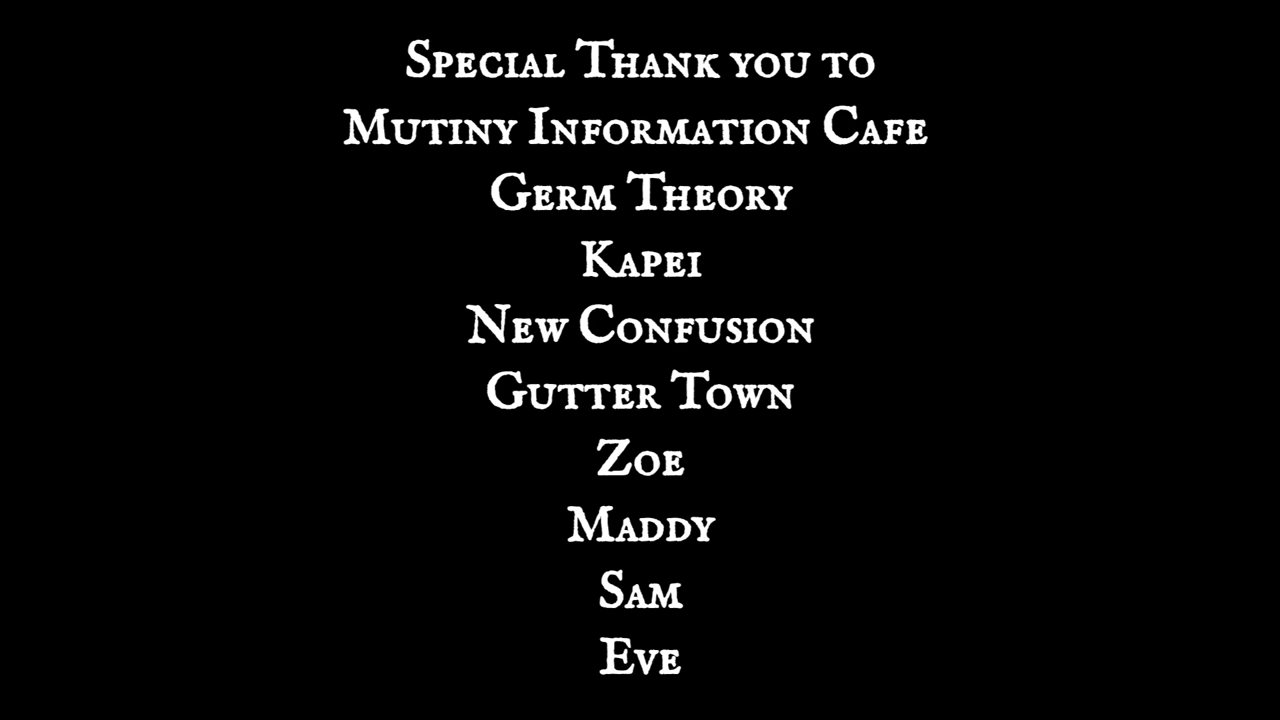 Special Thank you to
Mutiny Information Cafe
Germ Theory
Kapei
New Confusion
Gutter Town
Zoe
Maddy
Sam
Eve